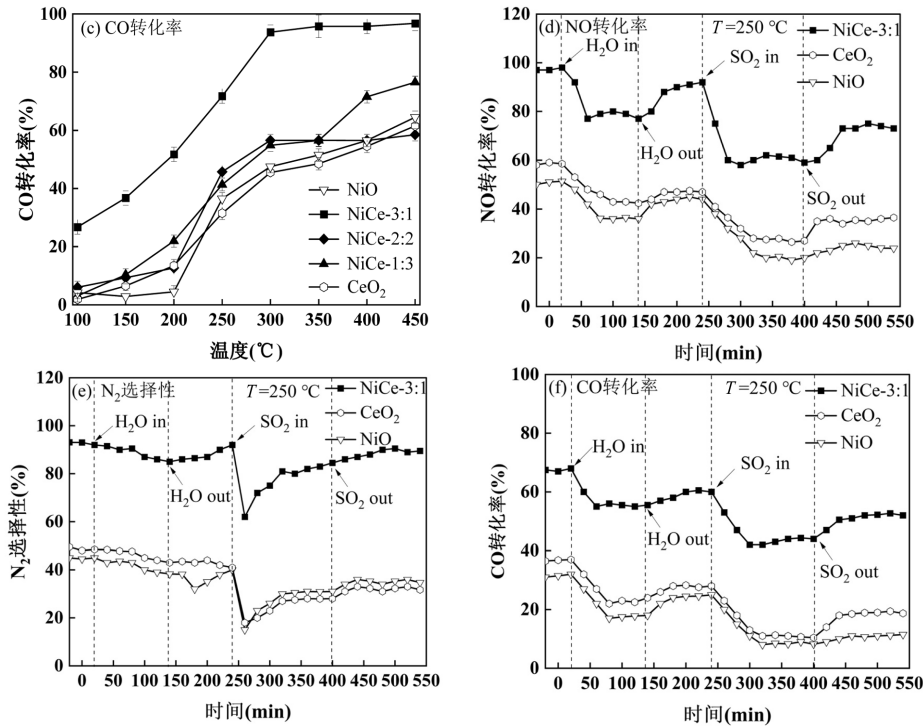 (c) CO转化率
CO转化率(%)
100
80
60
40
20
0
NiO
NiCe-3:1
NiCe-2:2
NiCe-1:3
CeO₂
100 150 200 250 300 350 400 450
温度(℃)
(d) NO转化率 T=250 ℃
NO转化率(%)
120
100
80
60
40
20
0
NiCe-3:1
CeO₂
NiO
H₂O in
SO₂ in
H₂O out
SO₂ out
0 50 100 150 200 250 300 350 400 450 500 550
时间(min)
(e) N₂选择性 T=250 ℃
N₂选择性(%)
120
100
80
60
40
20
0
NiCe-3:1
CeO₂
NiO
H₂O in
SO₂ in
H₂O out
SO₂ out
0 50 100 150 200 250 300 350 400 450 500 550
时间(min)
(f) CO转化率 T=250 ℃
CO转化率(%)
100
80
60
40
20
0
NiCe-3:1
CeO₂
NiO
H₂O in
SO₂ in
H₂O out
SO₂ out
0 50 100 150 200 250 300 350 400 450 500 550
时间(min)